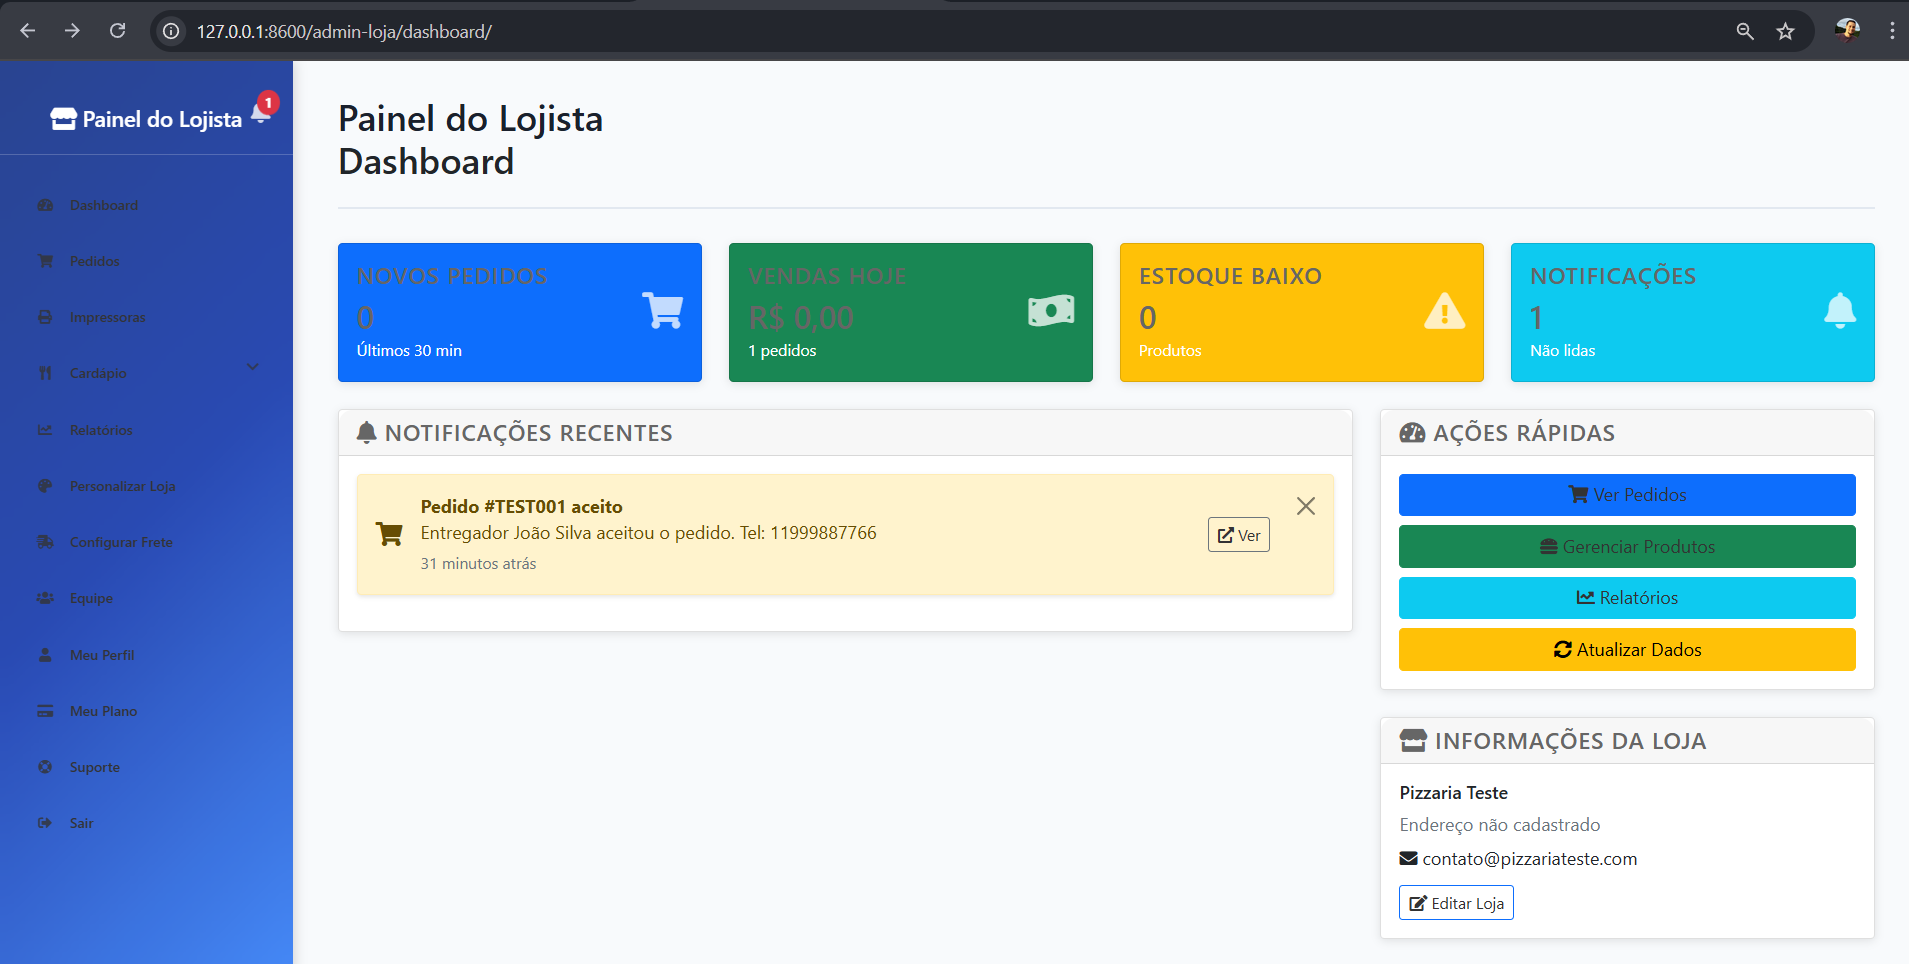 127.0.0.1:8600/admin-loja/dashboard/
Painel do Lojista
1
Dashboard
Pedidos
Impressoras
Cardápio
Relatórios
Personalizar Loja
Configurar Frete
Equipe
Meu Perfil
Meu Plano
Suporte
Sair
Painel do Lojista
Dashboard
NOVOS PEDIDOS
0
Últimos 30 min
VENDAS HOJE
R$ 0,00
1 pedidos
ESTOQUE BAIXO
0
Produtos
NOTIFICAÇÕES
1
Não lidas
NOTIFICAÇÕES RECENTES
Pedido #TEST001 aceito
Entregador João Silva aceitou o pedido. Tel: 11999887766
31 minutos atrás
Ver
AÇÕES RÁPIDAS
Ver Pedidos
Gerenciar Produtos
Relatórios
Atualizar Dados
INFORMAÇÕES DA LOJA
Pizzaria Teste
Endereço não cadastrado
contato@pizzariateste.com
Editar Loja